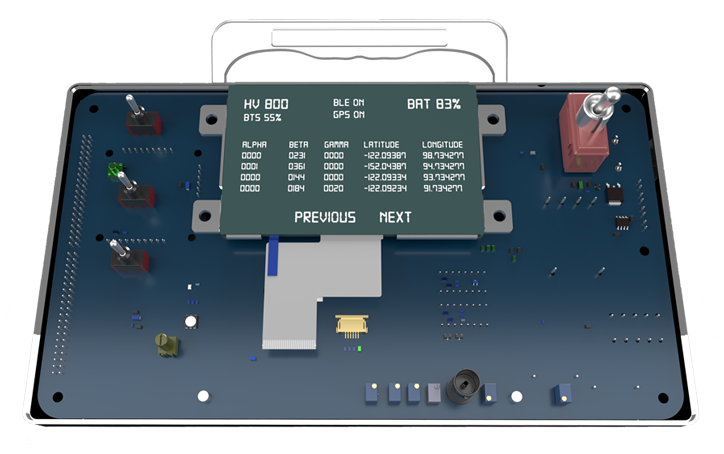 HV 800 BLE ON BAT 83%
BTS 55% GPS ON
ALPHA BETA GAMMA LATITUDE LONGITUDE
0000 0231 0000 -122.09387 98.734277
0001 0361 0000 -152.04387 94.734277
0000 0144 0000 -122.09334 93.734277
0000 0184 0020 -122.09234 91.734277
PREVIOUS NEXT